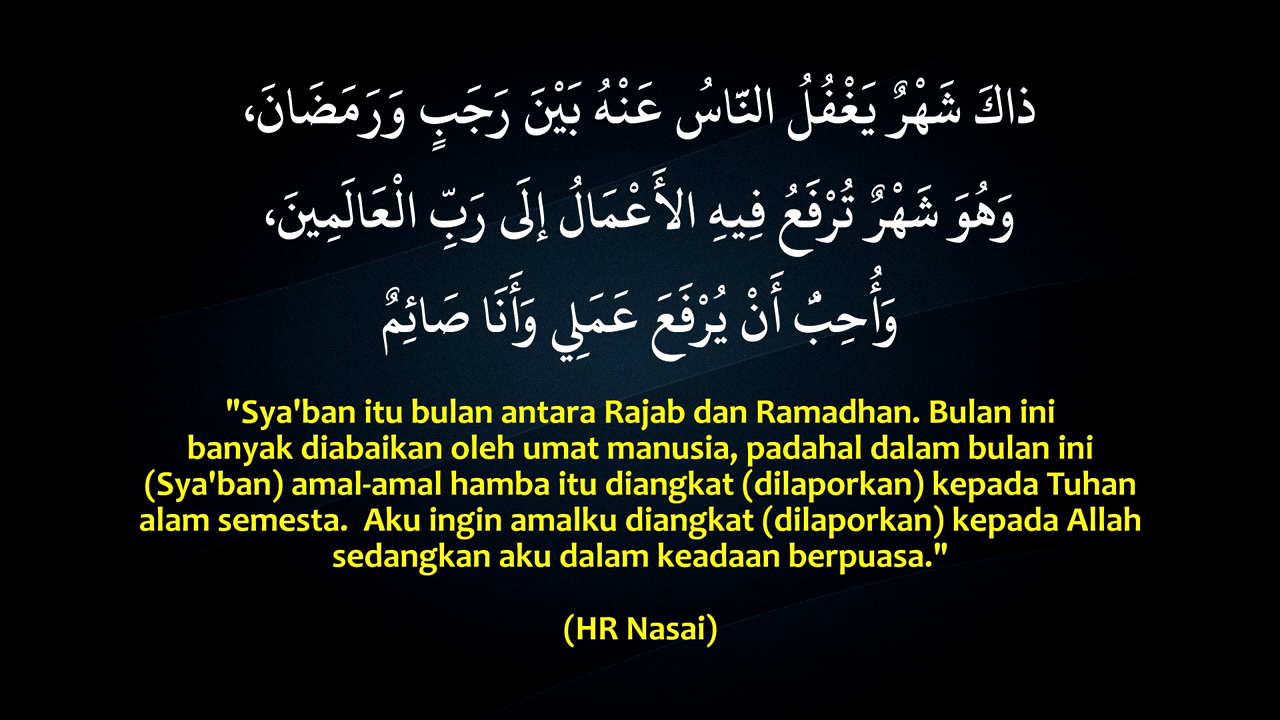 ذاكَ شَهْرٌ يَغْفُلُ النّاسُ عَنْهُ بَيْنَ رَجَبٍ وَرَمَضَانَ،
وَهُوَ شَهْرٌ تُرْفَعُ فِيهِ الأَعْمَالُ إلَى رَبِّ الْعَالَمِينَ،
وَأُحِبُّ أَنْ يُرْفَعَ عَمَلِي وَأَنَا صَائِمٌ
"Sya'ban itu bulan antara Rajab dan Ramadhan. Bulan ini
banyak diabaikan oleh umat manusia, padahal dalam bulan ini
(Sya'ban) amal-amal hamba itu diangkat (dilaporkan) kepada Tuhan
alam semesta.  Aku ingin amalku diangkat (dilaporkan) kepada Allah
sedangkan aku dalam keadaan berpuasa."
(HR Nasai)